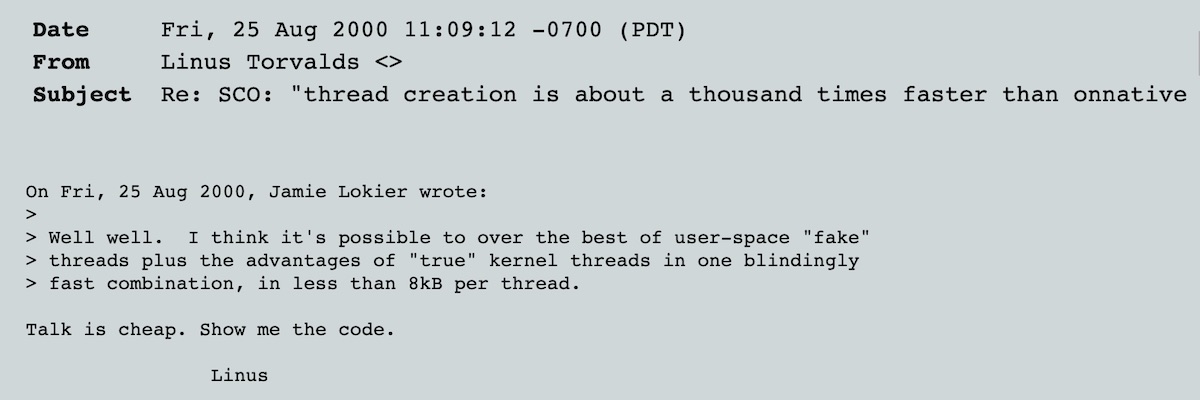 Date Fri, 25 Aug 2000 11:09:12 -0700 (PDT)
From Linus Torvalds <>
Subject Re: SCO: "thread creation is about a thousand times faster than onnative
On Fri, 25 Aug 2000, Jamie Lokier wrote:
>
> Well well.  I think it's possible to over the best of user-space "fake"
> threads plus the advantages of "true" kernel threads in one blindingly
> fast combination, in less than 8kB per thread.
Talk is cheap. Show me the code.
Linus